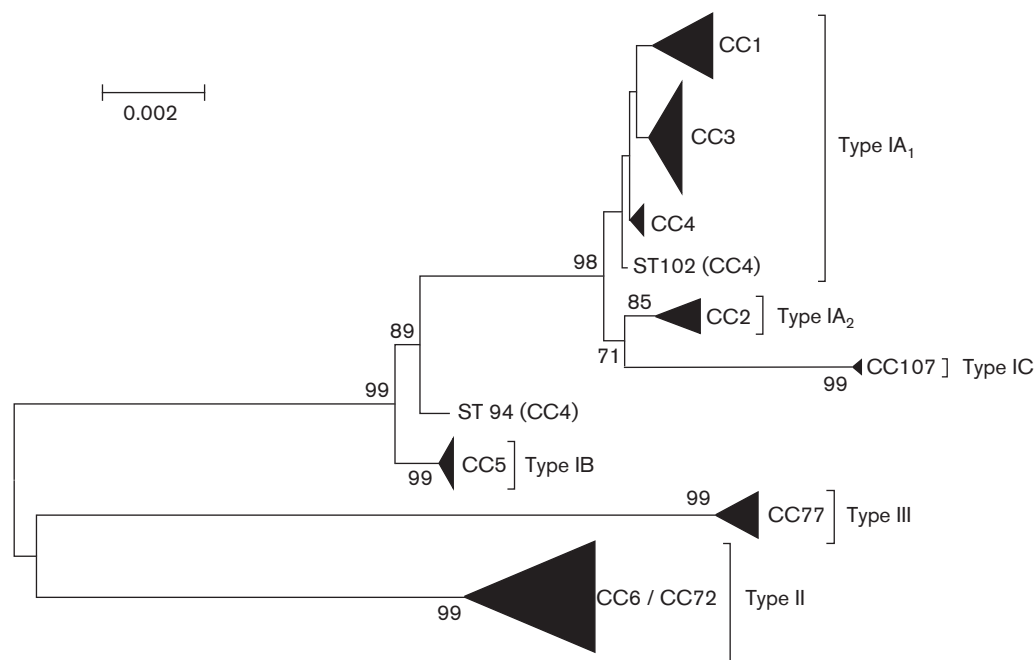 CC1
0.002
CC3
Type IA₁
CC4
98
ST102 (CC4)
85
CC2
Type IA₂
89
71
99
CC107
Type IC
99
ST 94 (CC4)
99
CC5
Type IB
99
CC77
Type III
99
CC6 / CC72
Type II